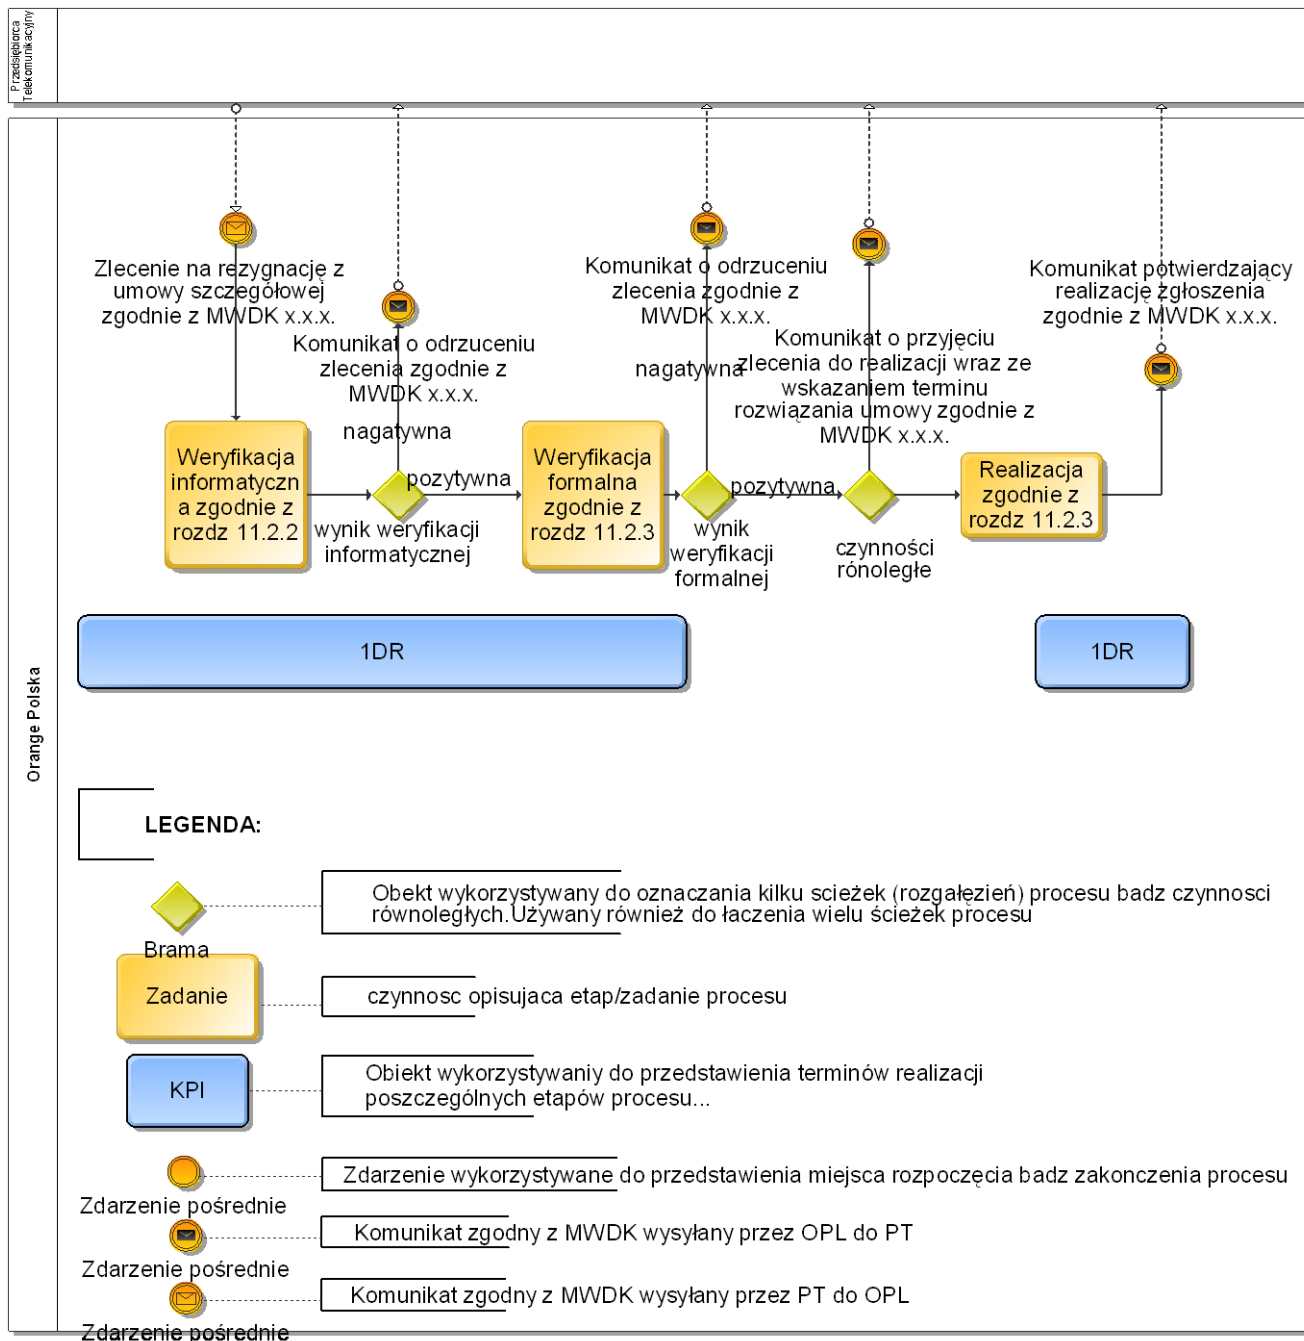 Przedsiębiorca
Telekomunikacyjny
Orange Polska
Zlecenie na rezygnację z
umowy szczegółowej
zgodnie z MWDK x.x.x.
Komunikat o odrzuceniu
zlecenia zgodnie z
MWDK x.x.x.
nagatywna
Komunikat o odrzuceniu
zlecenia zgodnie z
MWDK x.x.x.
nagatywna
Komunikat o przyjęciu
zlecenia do realizacji wraz ze
wskazaniem terminu
rozwiązania umowy zgodnie z
MWDK x.x.x.
Komunikat potwierdzający
realizację zgłoszenia
zgodnie z MWDK x.x.x.
Weryfikacja
informatyczn
a zgodnie z
rozdz 11.2.2
pozytywna
wynik weryfikacji
informatycznej
Weryfikacja
formalna
zgodnie z
rozdz 11.2.3
pozytywna
wynik
weryfikacji
formalnej
czynności
rónoległe
Realizacja
zgodnie z
rozdz 11.2.3
1DR
1DR
LEGENDA:
Brama
Obekt wykorzystywany do oznaczania kilku scieżek (rozgałęzień) procesu badz czynnosci
równoległych.Używany również do łaczenia wielu ścieżek procesu
Zadanie
czynnosc opisujaca etap/zadanie procesu
KPI
Obiekt wykorzystywaniy do przedstawienia terminów realizacji
poszczególnych etapów procesu...
Zdarzenie pośrednie
Zdarzenie wykorzystywane do przedstawienia miejsca rozpoczęcia badz zakonczenia procesu
Zdarzenie pośrednie
Komunikat zgodny z MWDK wysyłany przez OPL do PT
Zdarzenie pośrednie
Komunikat zgodny z MWDK wysyłany przez PT do OPL